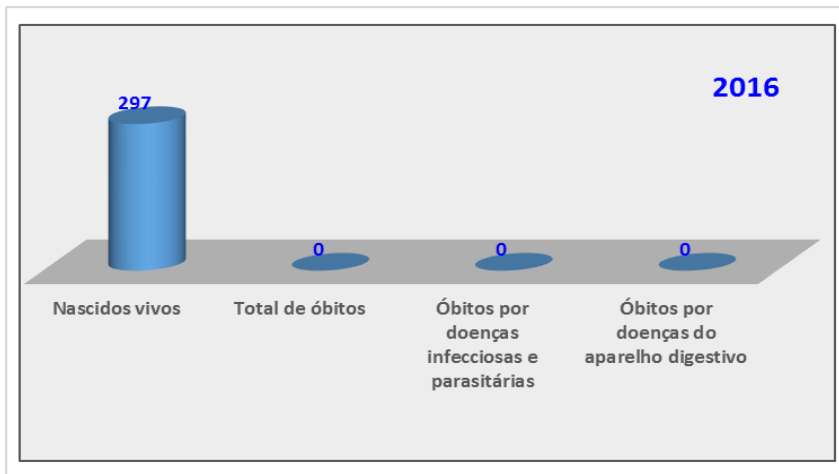 2016
297
0
0
0
Nascidos vivos
Total de óbitos
Óbitos por
doenças
infecciosas e
parasitárias
Óbitos por
doenças do
aparelho digestivo